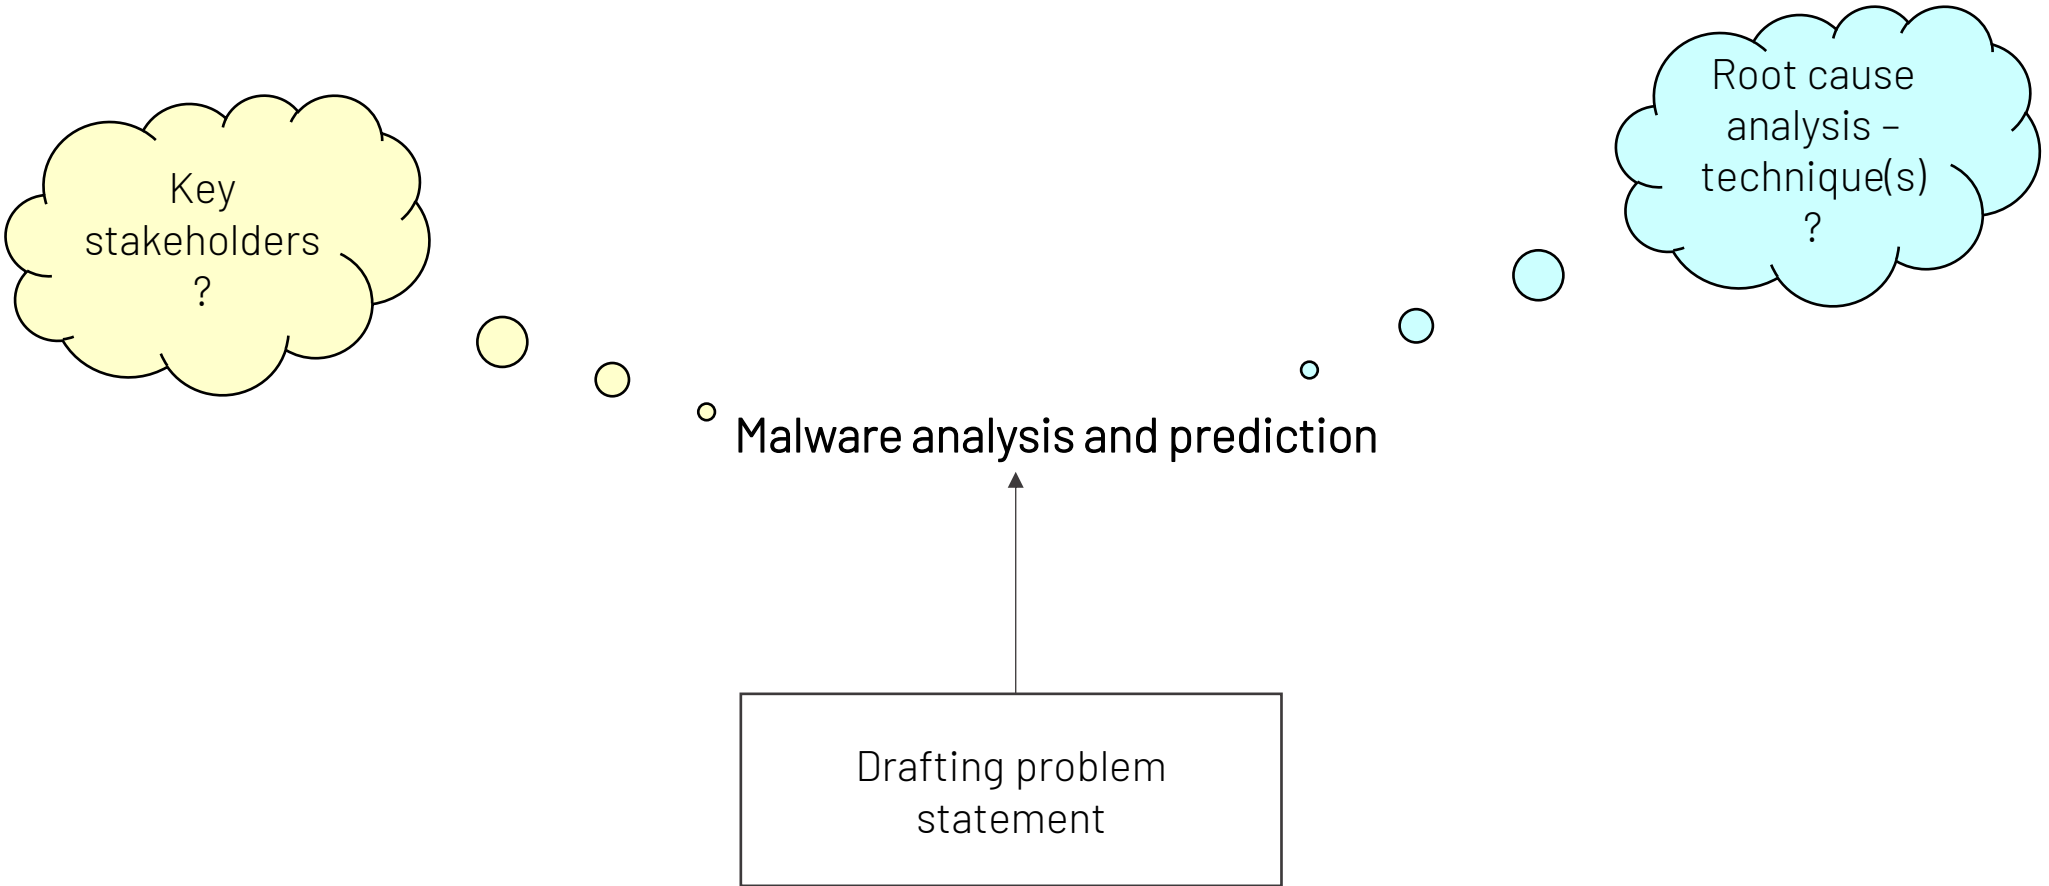 Key
stakeholders
?
Root cause
analysis –
technique(s)
?
Malware analysis and prediction
Drafting problem
statement